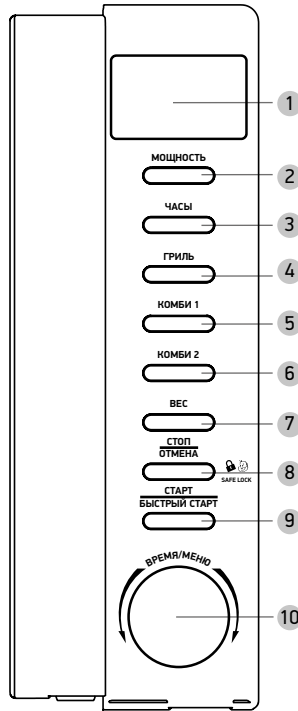 1
МОЩНОСТЬ
2
ЧАСЫ
3
ГРИЛЬ
4
КОМБИ 1
5
КОМБИ 2
6
ВЕС
7
СТОП
ОТМЕНА
8
SAFE LOCK
СТАРТ
БЫСТРЫЙ СТАРТ
9
ВРЕМЯ/МЕНЮ
10